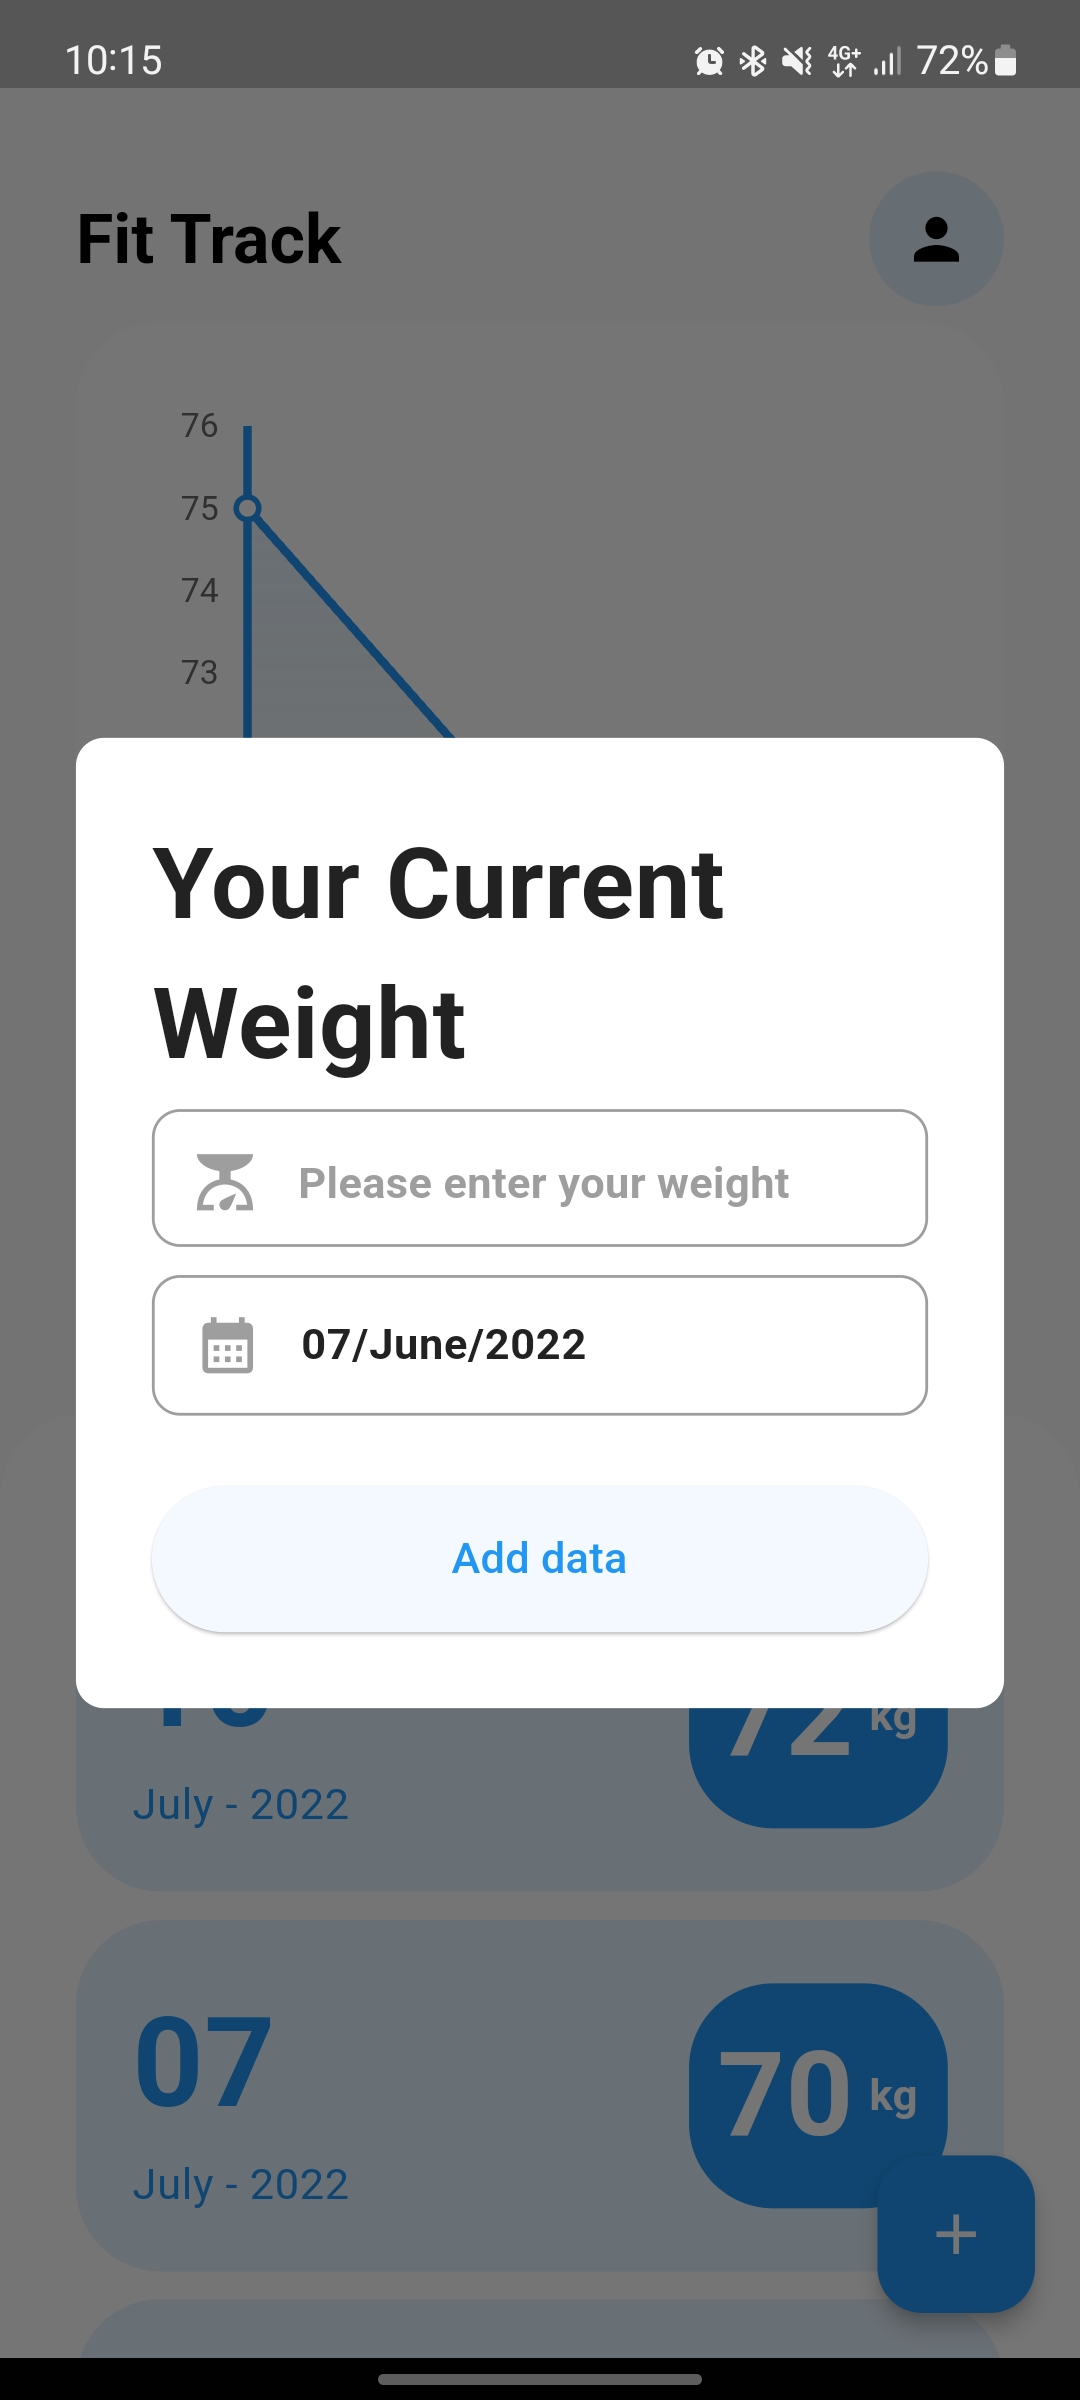 10:15 4G+ 72%
Fit Track
76
75
74
73
Your Current
Weight
Please enter your weight
07/June/2022
Add data
72 kg
July - 2022
07
70 kg
July - 2022
+